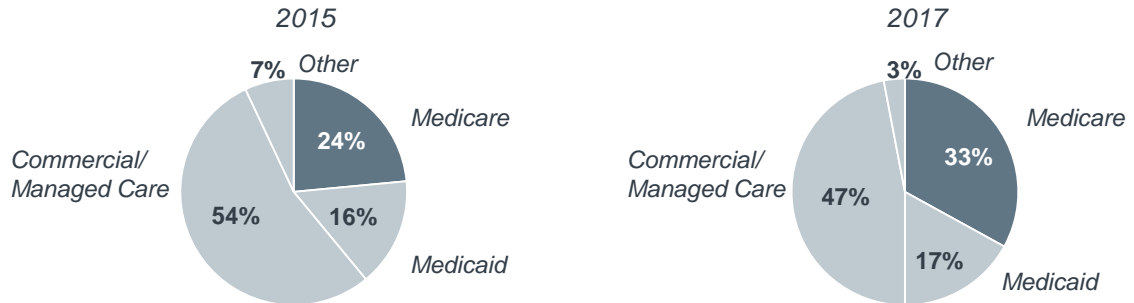 2015
7% Other
Medicare
24%
Commercial/
Managed Care
54%
16%
Medicaid
2017
3% Other
Medicare
33%
Commercial/
Managed Care
47%
17%
Medicaid